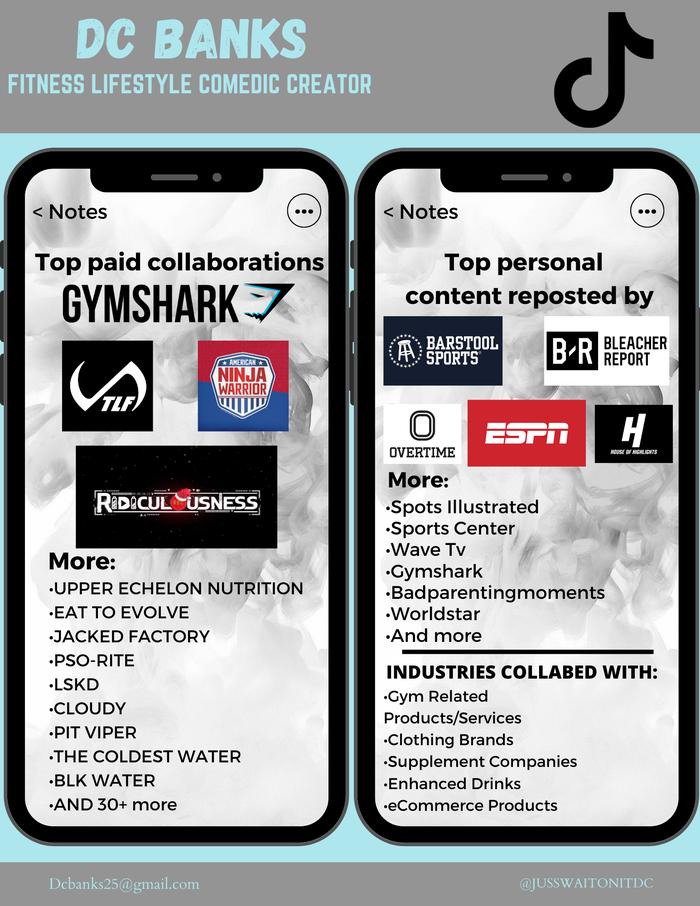 DC BANKS
FITNESS LIFESTYLE COMEDIC CREATOR
< Notes
Top paid collaborations
GYMSHARK
TLF
AMERICAN
NINJA
WARRIOR
RIDICULOUSNESS
More:
•UPPER ECHELON NUTRITION
•EAT TO EVOLVE
•JACKED FACTORY
•PSO-RITE
•LSKD
•CLOUDY
•PIT VIPER
•THE COLDEST WATER
•BLK WATER
•AND 30+ more
< Notes
Top personal
content reposted by
BARSTOOL
SPORTS
B/R BLEACHER
REPORT
O
OVERTIME
ESPN
H
HOUSE OF HIGHLIGHTS
More:
•Spots Illustrated
•Sports Center
•Wave Tv
•Gymshark
•Badparentingmoments
•Worldstar
•And more
INDUSTRIES COLLABED WITH:
•Gym Related
Products/Services
•Clothing Brands
•Supplement Companies
•Enhanced Drinks
•eCommerce Products
Dcbanks25@gmail.com
@JUSSWAITONITDC